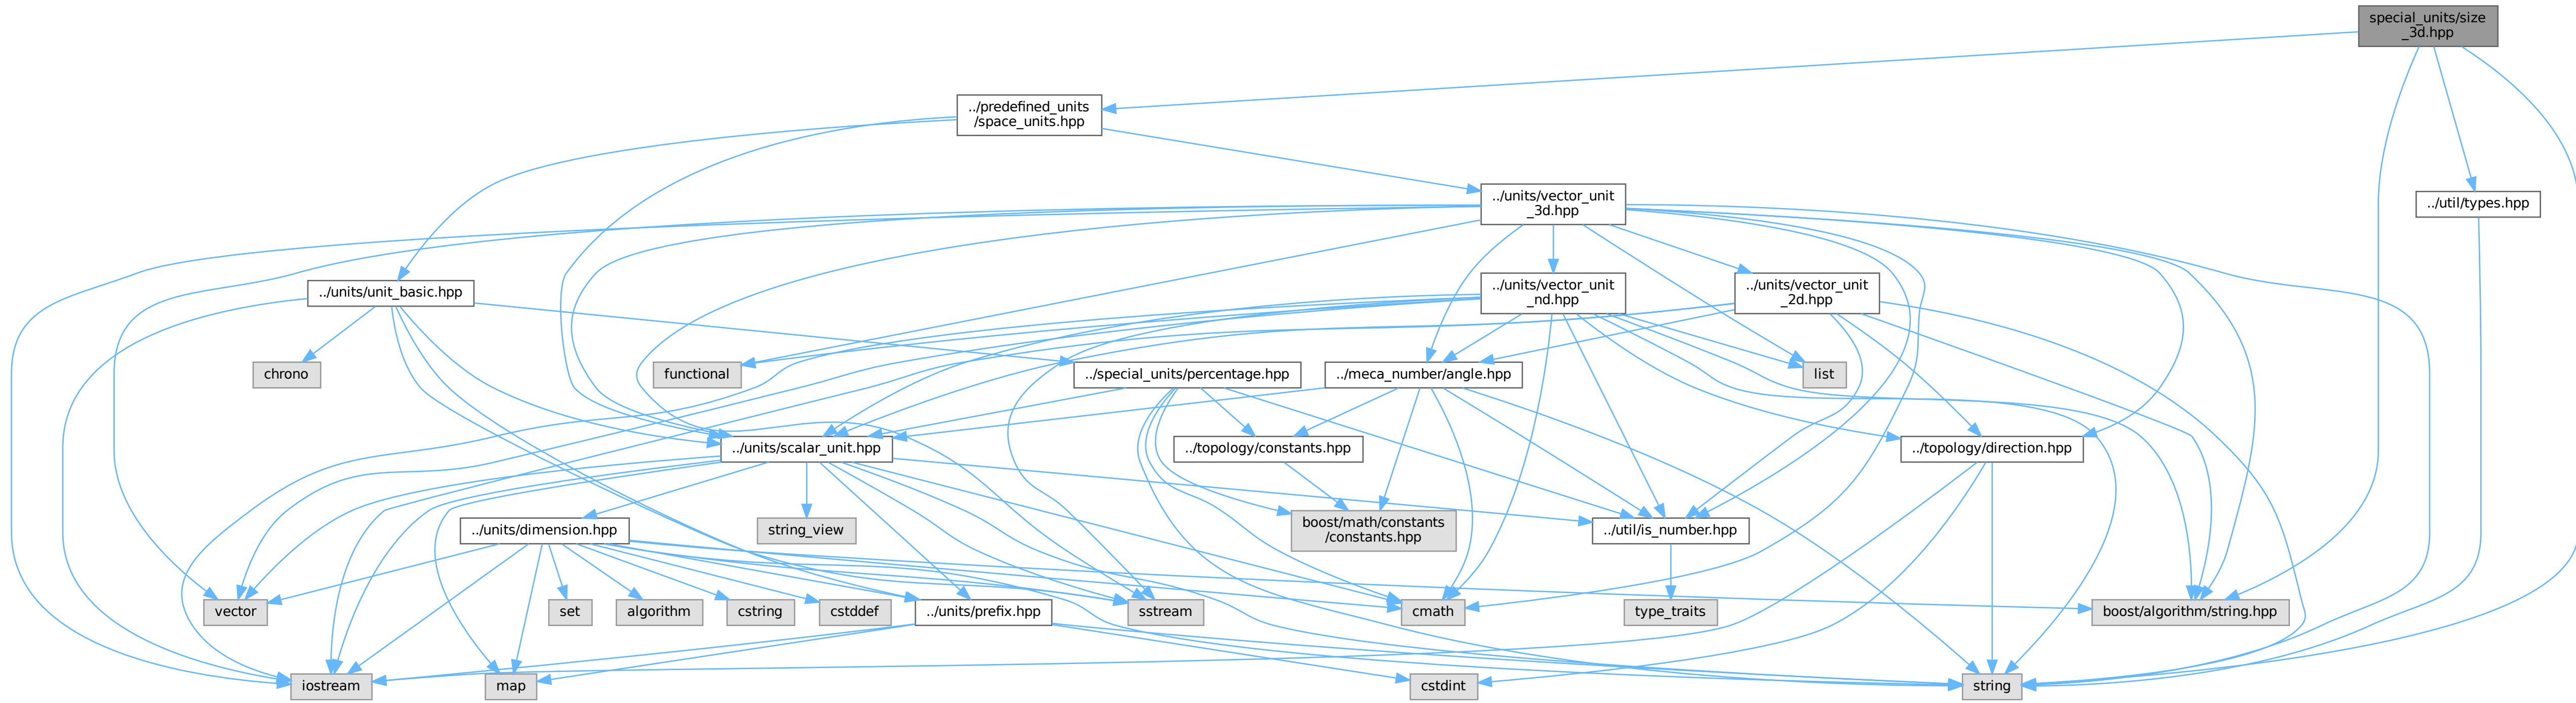 special_units/size
_3d.hpp
../predefined_units
/space_units.hpp
../units/vector_unit
_3d.hpp
../util/types.hpp
../units/unit_basic.hpp
../units/vector_unit
_nd.hpp
../units/vector_unit
_2d.hpp
chrono
functional
../special_units/percentage.hpp
../meca_number/angle.hpp
list
../units/scalar_unit.hpp
../topology/constants.hpp
../topology/direction.hpp
../units/dimension.hpp
string_view
boost/math/constants
/constants.hpp
../util/is_number.hpp
vector
set
algorithm
cstring
cstddef
../units/prefix.hpp
sstream
cmath
type_traits
boost/algorithm/string.hpp
iostream
map
cstdint
string